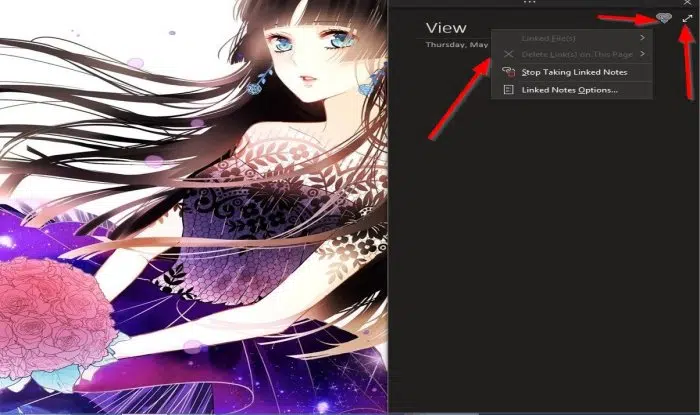 View
Thursday, May
Linked File(s)
Delete Link(s) on This Page
Stop Taking Linked Notes
Linked Notes Options...